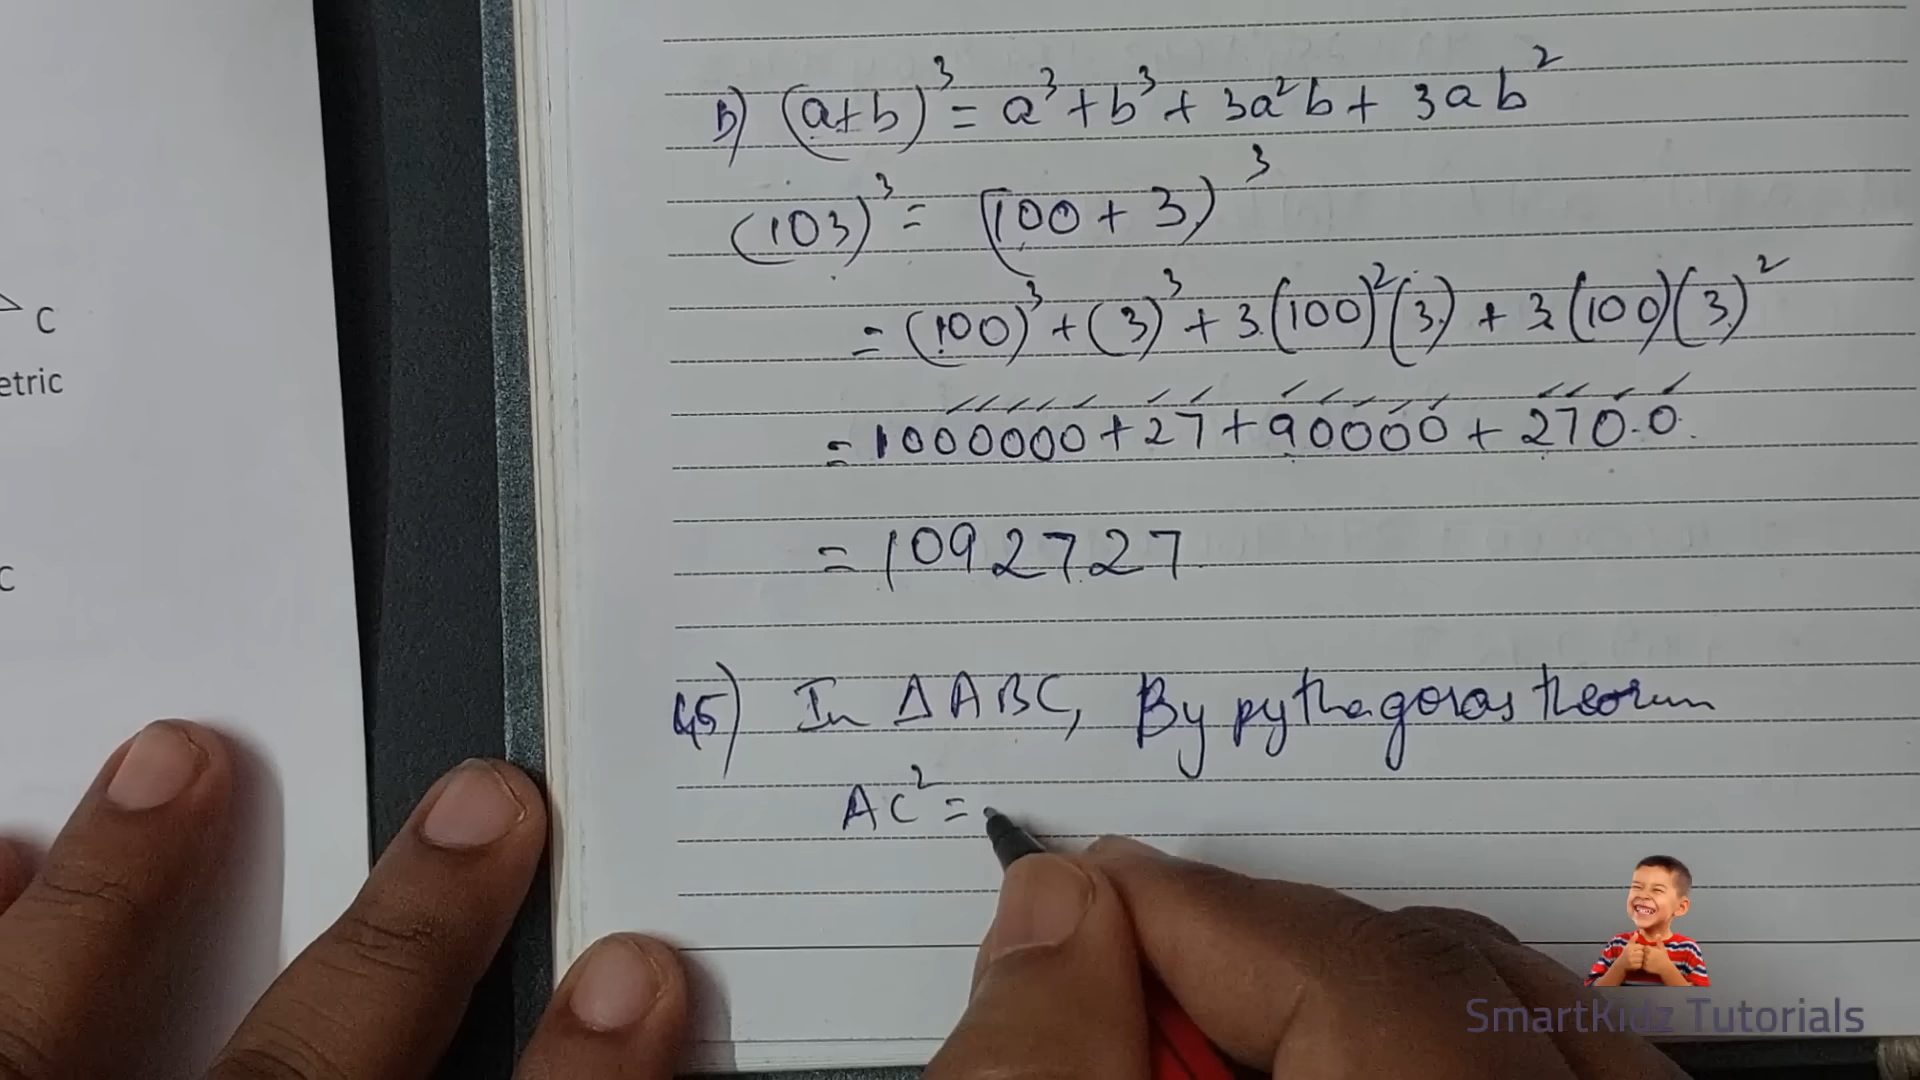 C
etric
C
b) (a+b)³ = a³ + b³ + 3a²b + 3ab²
(103)³ = (100 + 3)³
= (100)³ + (3)³ + 3(100)²(3) + 3(100)(3)²
= 1000000 + 27 + 90000 + 2700
= 1092727
45) In ΔABC, By pythagoras theorem
AC² =
SmartKidz Tutorials